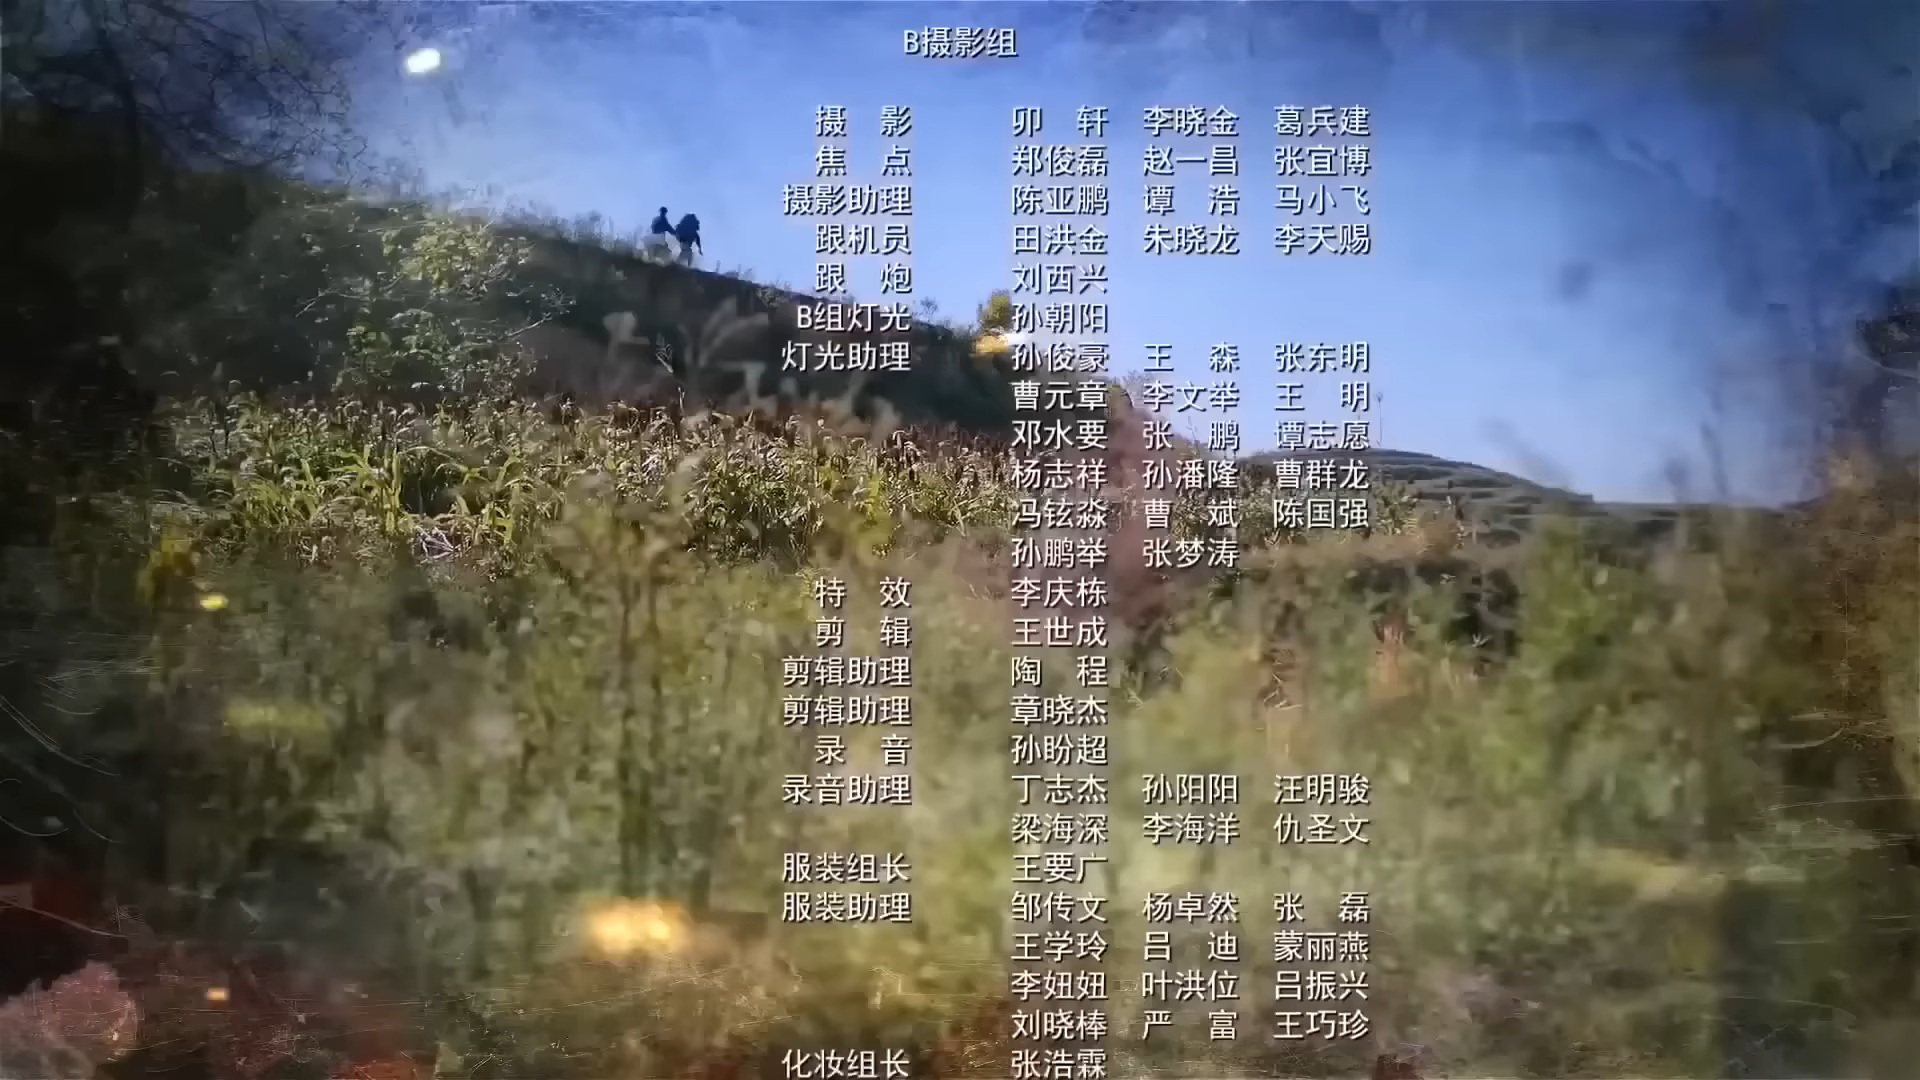 B摄影组
摄 影 卯 轩 李晓金 葛兵建
焦 点 郑俊磊 赵一昌 张宜博
摄影助理 陈亚鹏 谭 浩 马小飞
跟机员 田洪金 朱晓龙 李天赐
跟 炮 刘西兴
B组灯光 孙朝阳
灯光助理 孙俊豪 王 森 张东明
曹元章 李文举 王 明
邓水要 张 鹏 谭志愿
杨志祥 孙潘隆 曹群龙
冯铉淼 曹 斌 陈国强
孙鹏举 张梦涛
特 效 李庆栋
剪 辑 王世成
剪辑助理 陶 程
剪辑助理 章晓杰
录 音 孙盼超
录音助理 丁志杰 孙阳阳 汪明骏
梁海深 李海洋 仇圣文
服装组长 王要广
服装助理 邹传文 杨卓然 张 磊
王学玲 吕 迪 蒙丽燕
李妞妞 叶洪位 吕振兴
刘晓棒 严 富 王巧珍
化妆组长 张浩霖